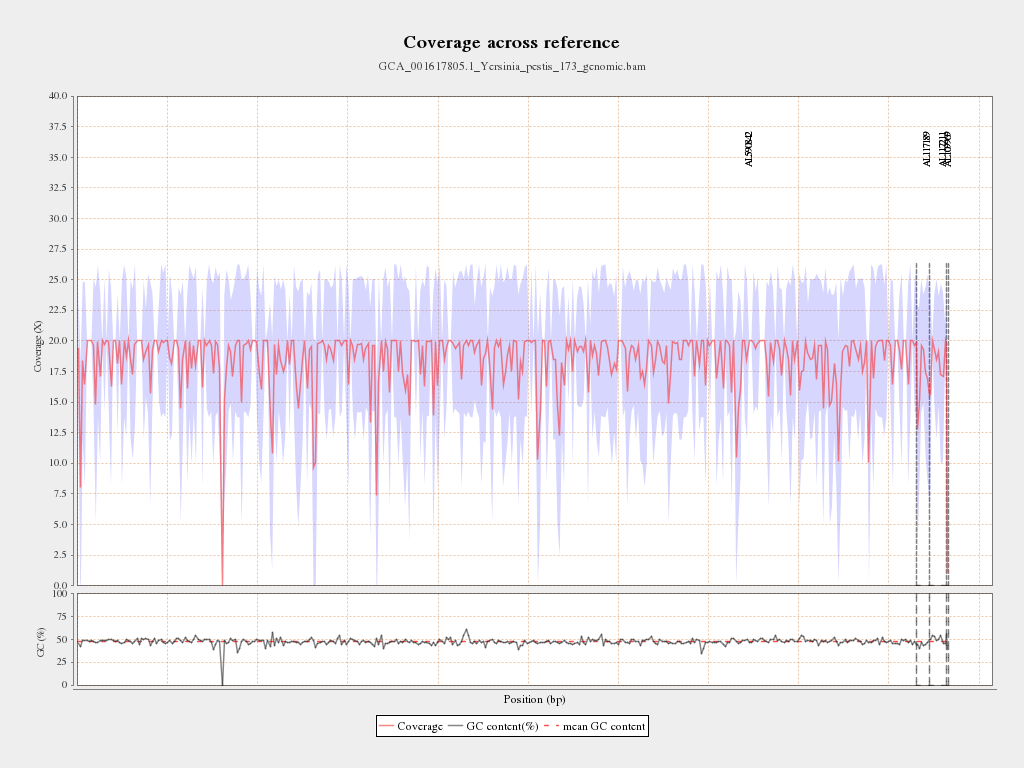 Coverage across reference
GCA_001617805.1_Yersinia_pestis_173_genomic.bam
40.0
37.5
35.0
32.5
30.0
27.5
25.0
22.5
20.0
17.5
15.0
12.5
10.0
7.5
5.0
2.5
0.0
Coverage (X)
AL590842
AL117189
AL117211
AL109969
100
75
50
25
0
GC (%)
Position (bp)
Coverage GC content(%) mean GC content